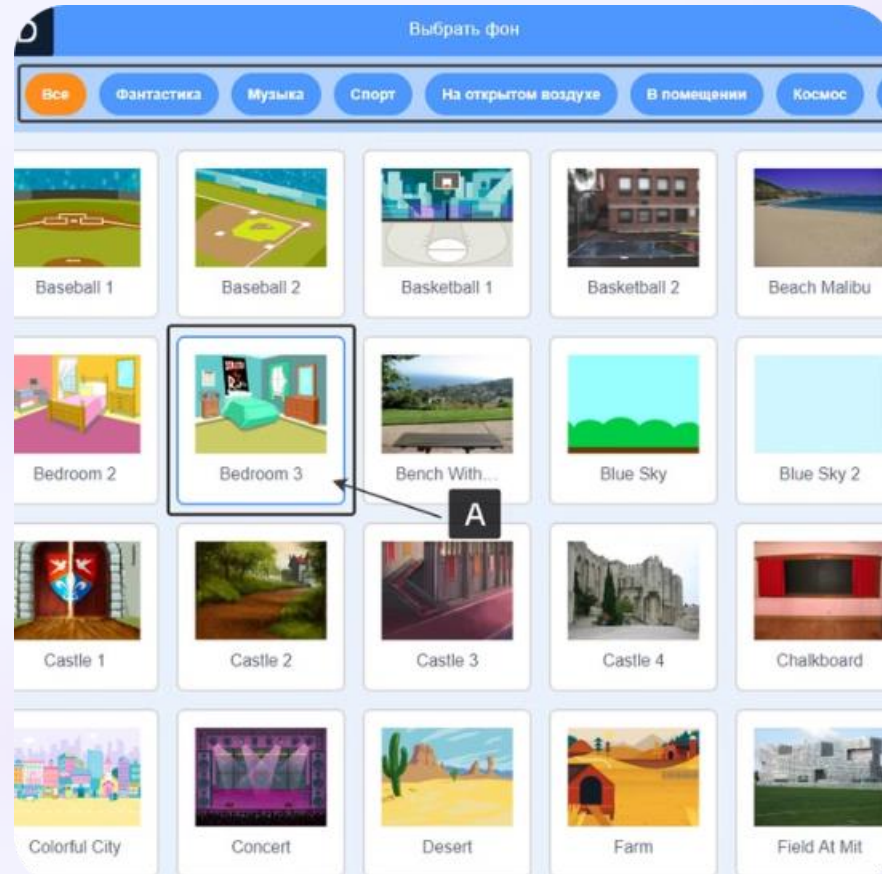 Выбрать фон
Все Фантастика Музыка Спорт На открытом воздухе В помещении Космос
Baseball 1 Baseball 2 Basketball 1 Basketball 2 Beach Malibu
Bedroom 2 Bedroom 3 Bench With... Blue Sky Blue Sky 2
A
Castle 1 Castle 2 Castle 3 Castle 4 Chalkboard
Colorful City Concert Desert Farm Field At Mit